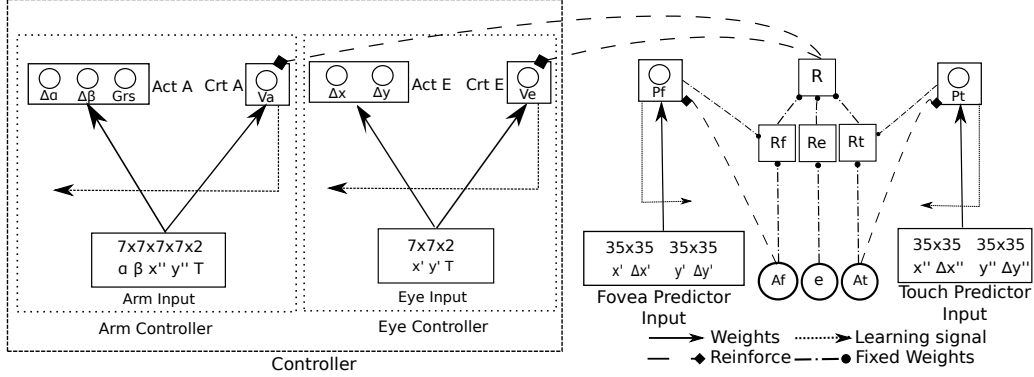 Δα Δβ Grs
Act A
Crt A
Va
Δx Δy
Act E
Crt E
Ve
Pf
R
Pt
Rf
Re
Rt
7x7x7x7x2
α β x'' y'' T
Arm Input
Arm Controller
7x7x2
x' y' T
Eye Input
Eye Controller
Controller
35x35 35x35
x' Δx' y' Δy'
Fovea Predictor
Input
Af
e
At
35x35 35x35
x'' Δx'' y'' Δy''
Touch Predictor
Input
Weights
Learning signal
Reinforce
Fixed Weights